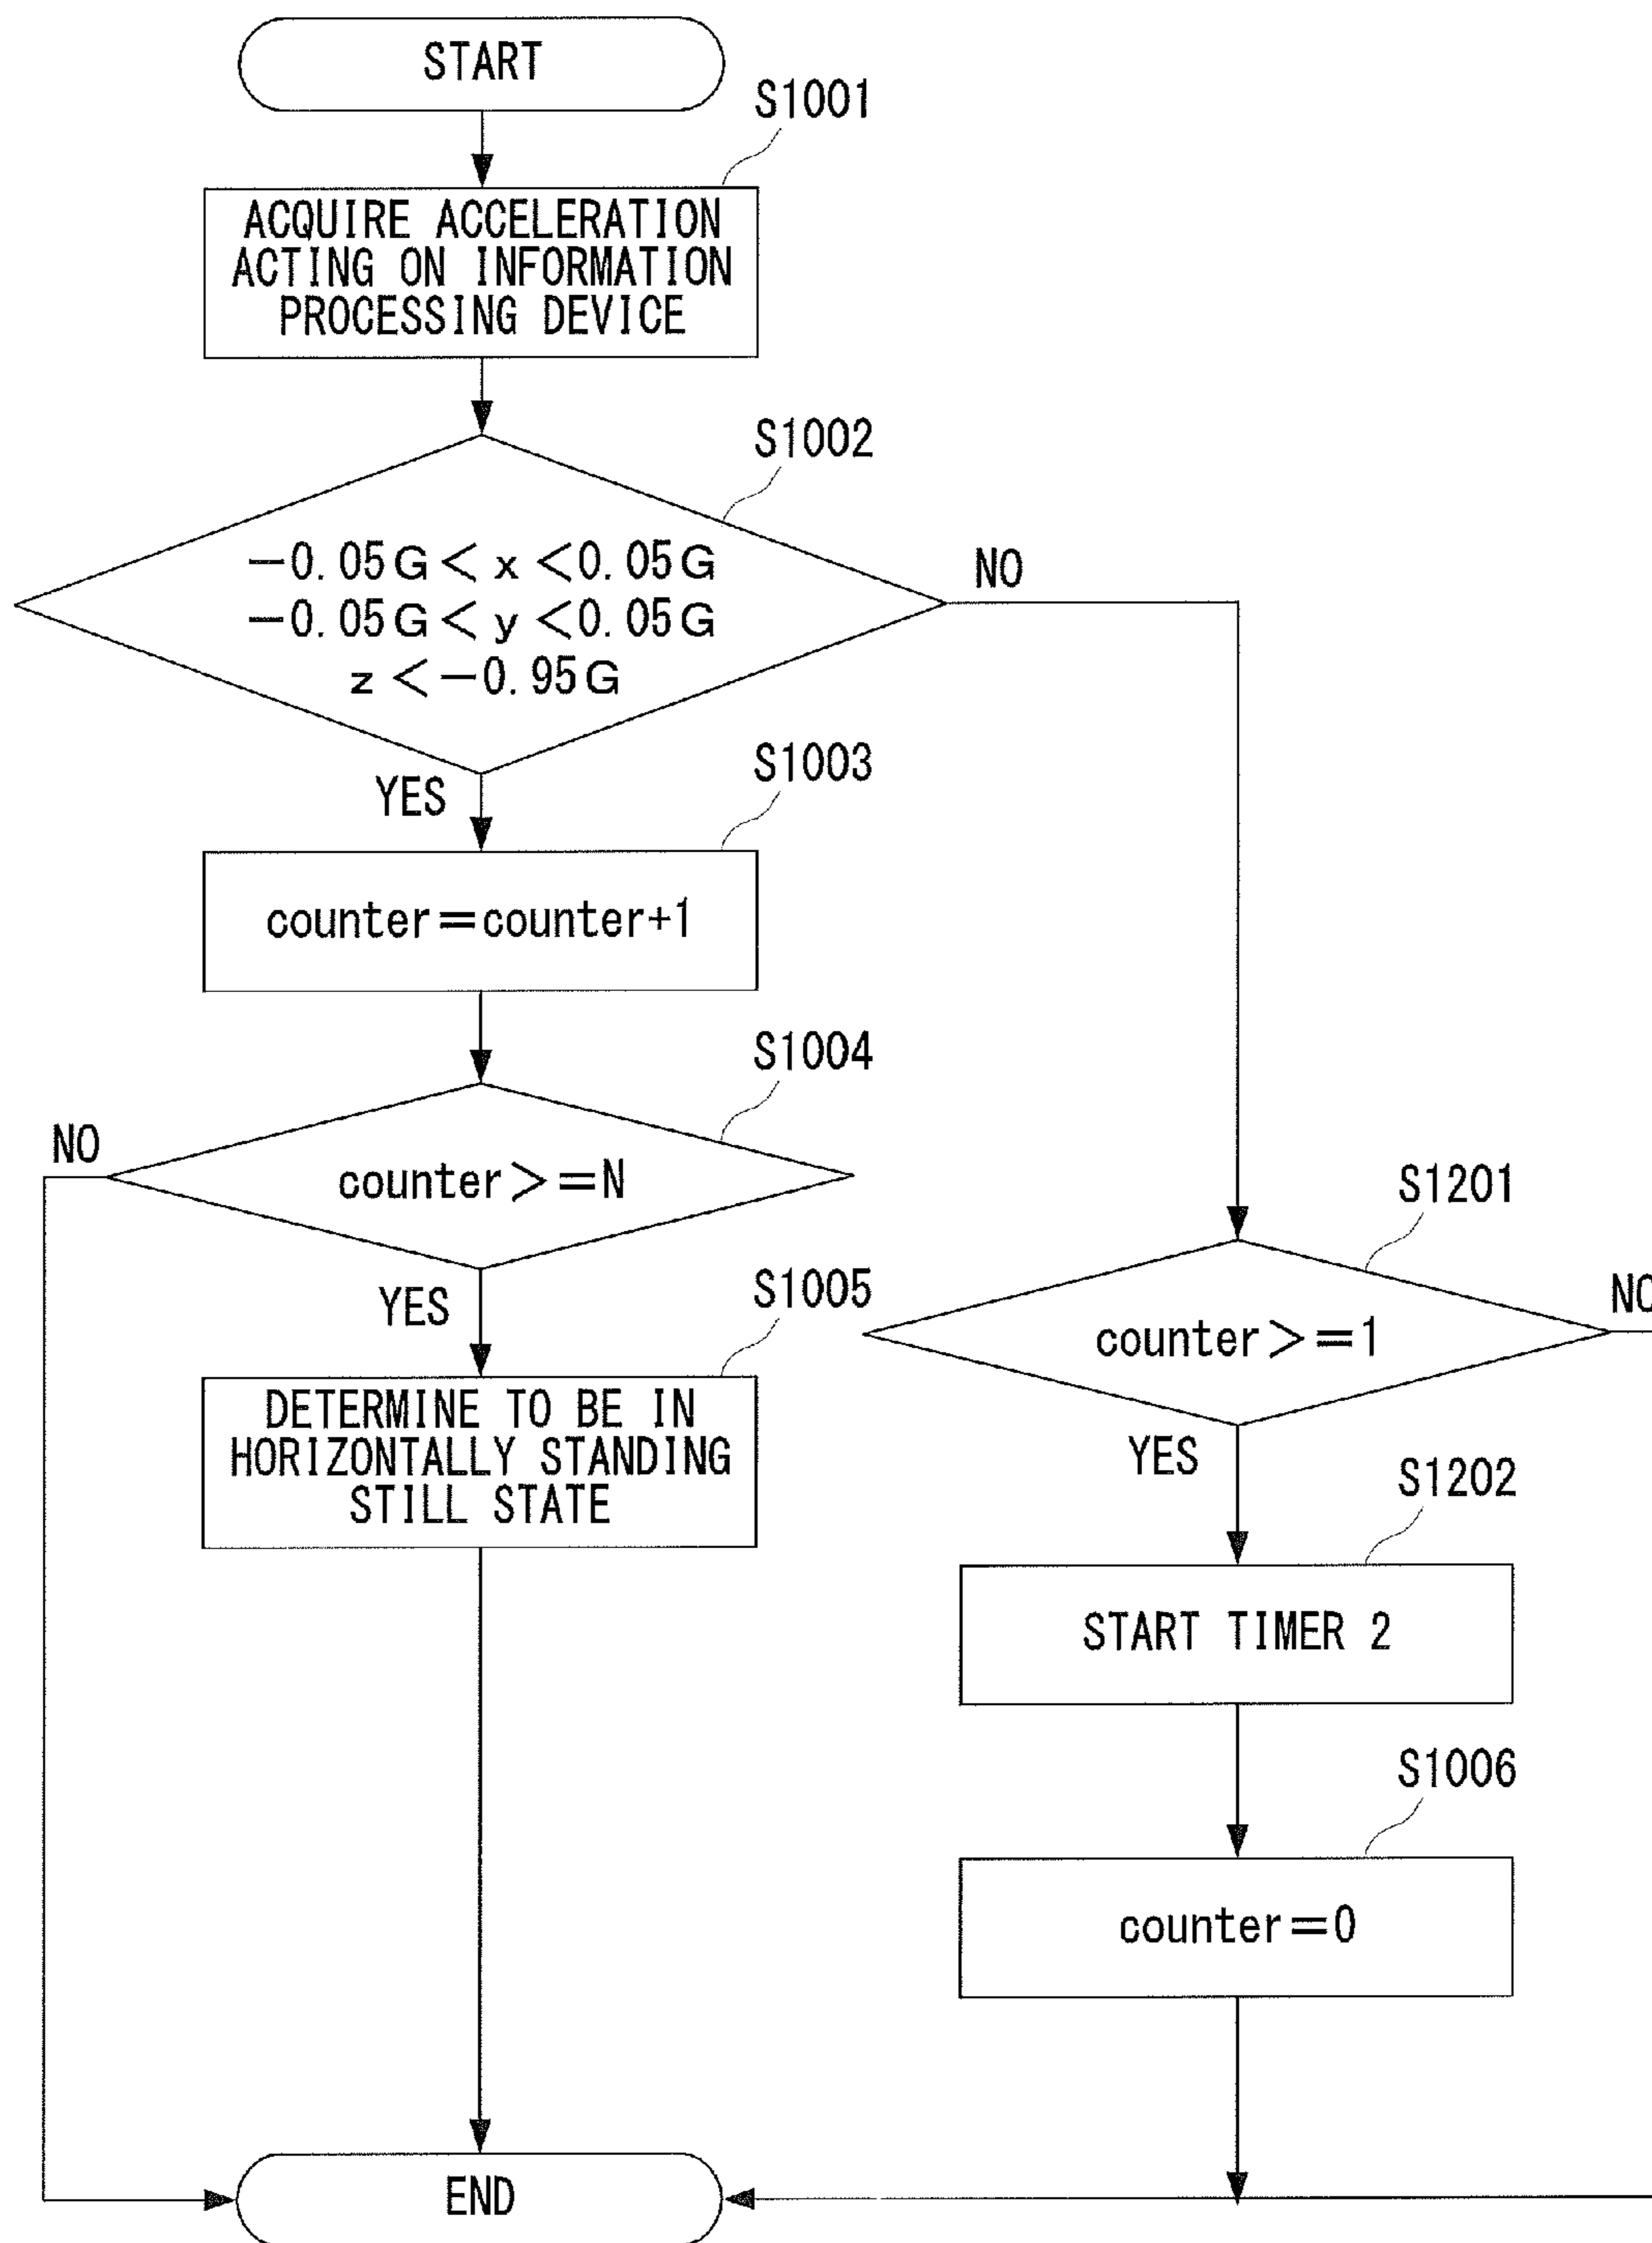 START
S1001
ACQUIRE ACCELERATION
ACTING ON INFORMATION
PROCESSING DEVICE
S1002
−0.05G < x < 0.05G
−0.05G < y < 0.05G
z < −0.95G
NO
YES
S1003
counter=counter+1
S1004
counter>=N
NO
YES
S1005
DETERMINE TO BE IN
HORIZONTALLY STANDING
STILL STATE
S1201
counter>=1
NO
YES
S1202
START TIMER 2
S1006
counter=0
END